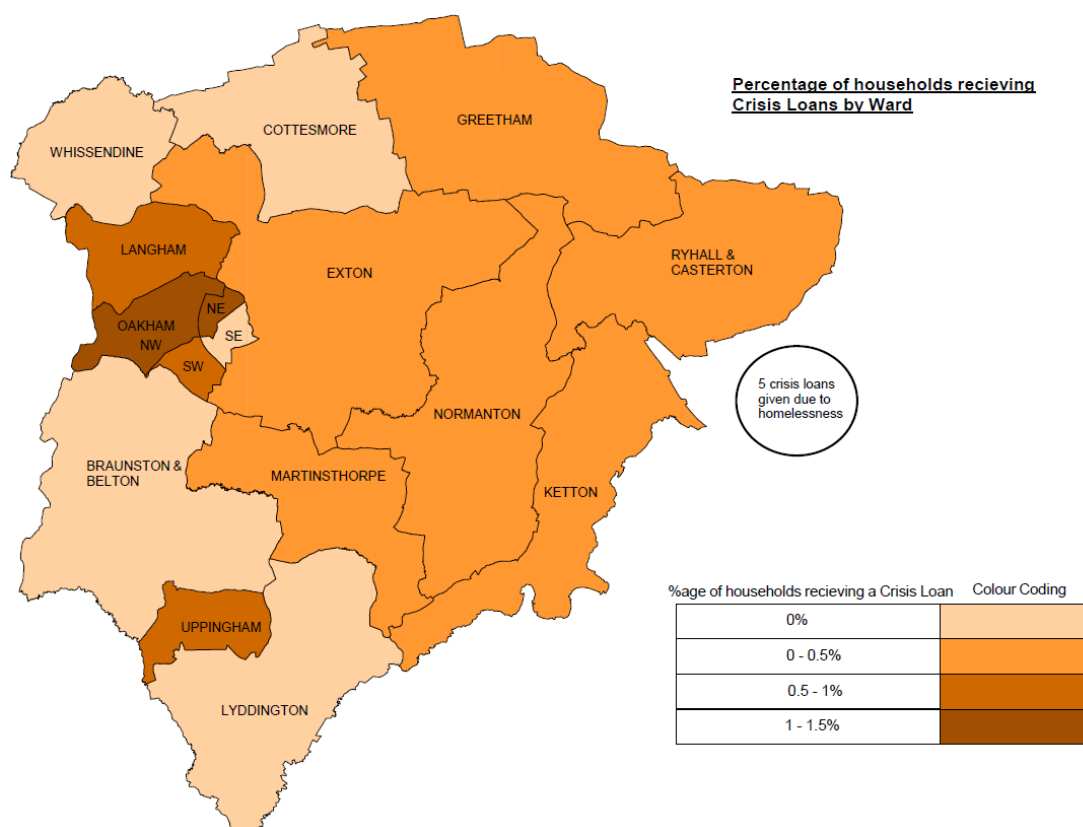 Percentage of households recieving
Crisis Loans by Ward
GREETHAM
COTTESMORE
WHISSENDINE
LANGHAM
RYHALL &
CASTERTON
EXTON
NE
OAKHAM
NW
SE
SW
5 crisis loans
given due to
homelessness
NORMANTON
BRAUNSTON &
BELTON
MARTINSTHORPE
KETTON
UPPINGHAM
LYDDINGTON
%age of households recieving a Crisis Loan Colour Coding
0%
0 - 0.5%
0.5 - 1%
1 - 1.5%